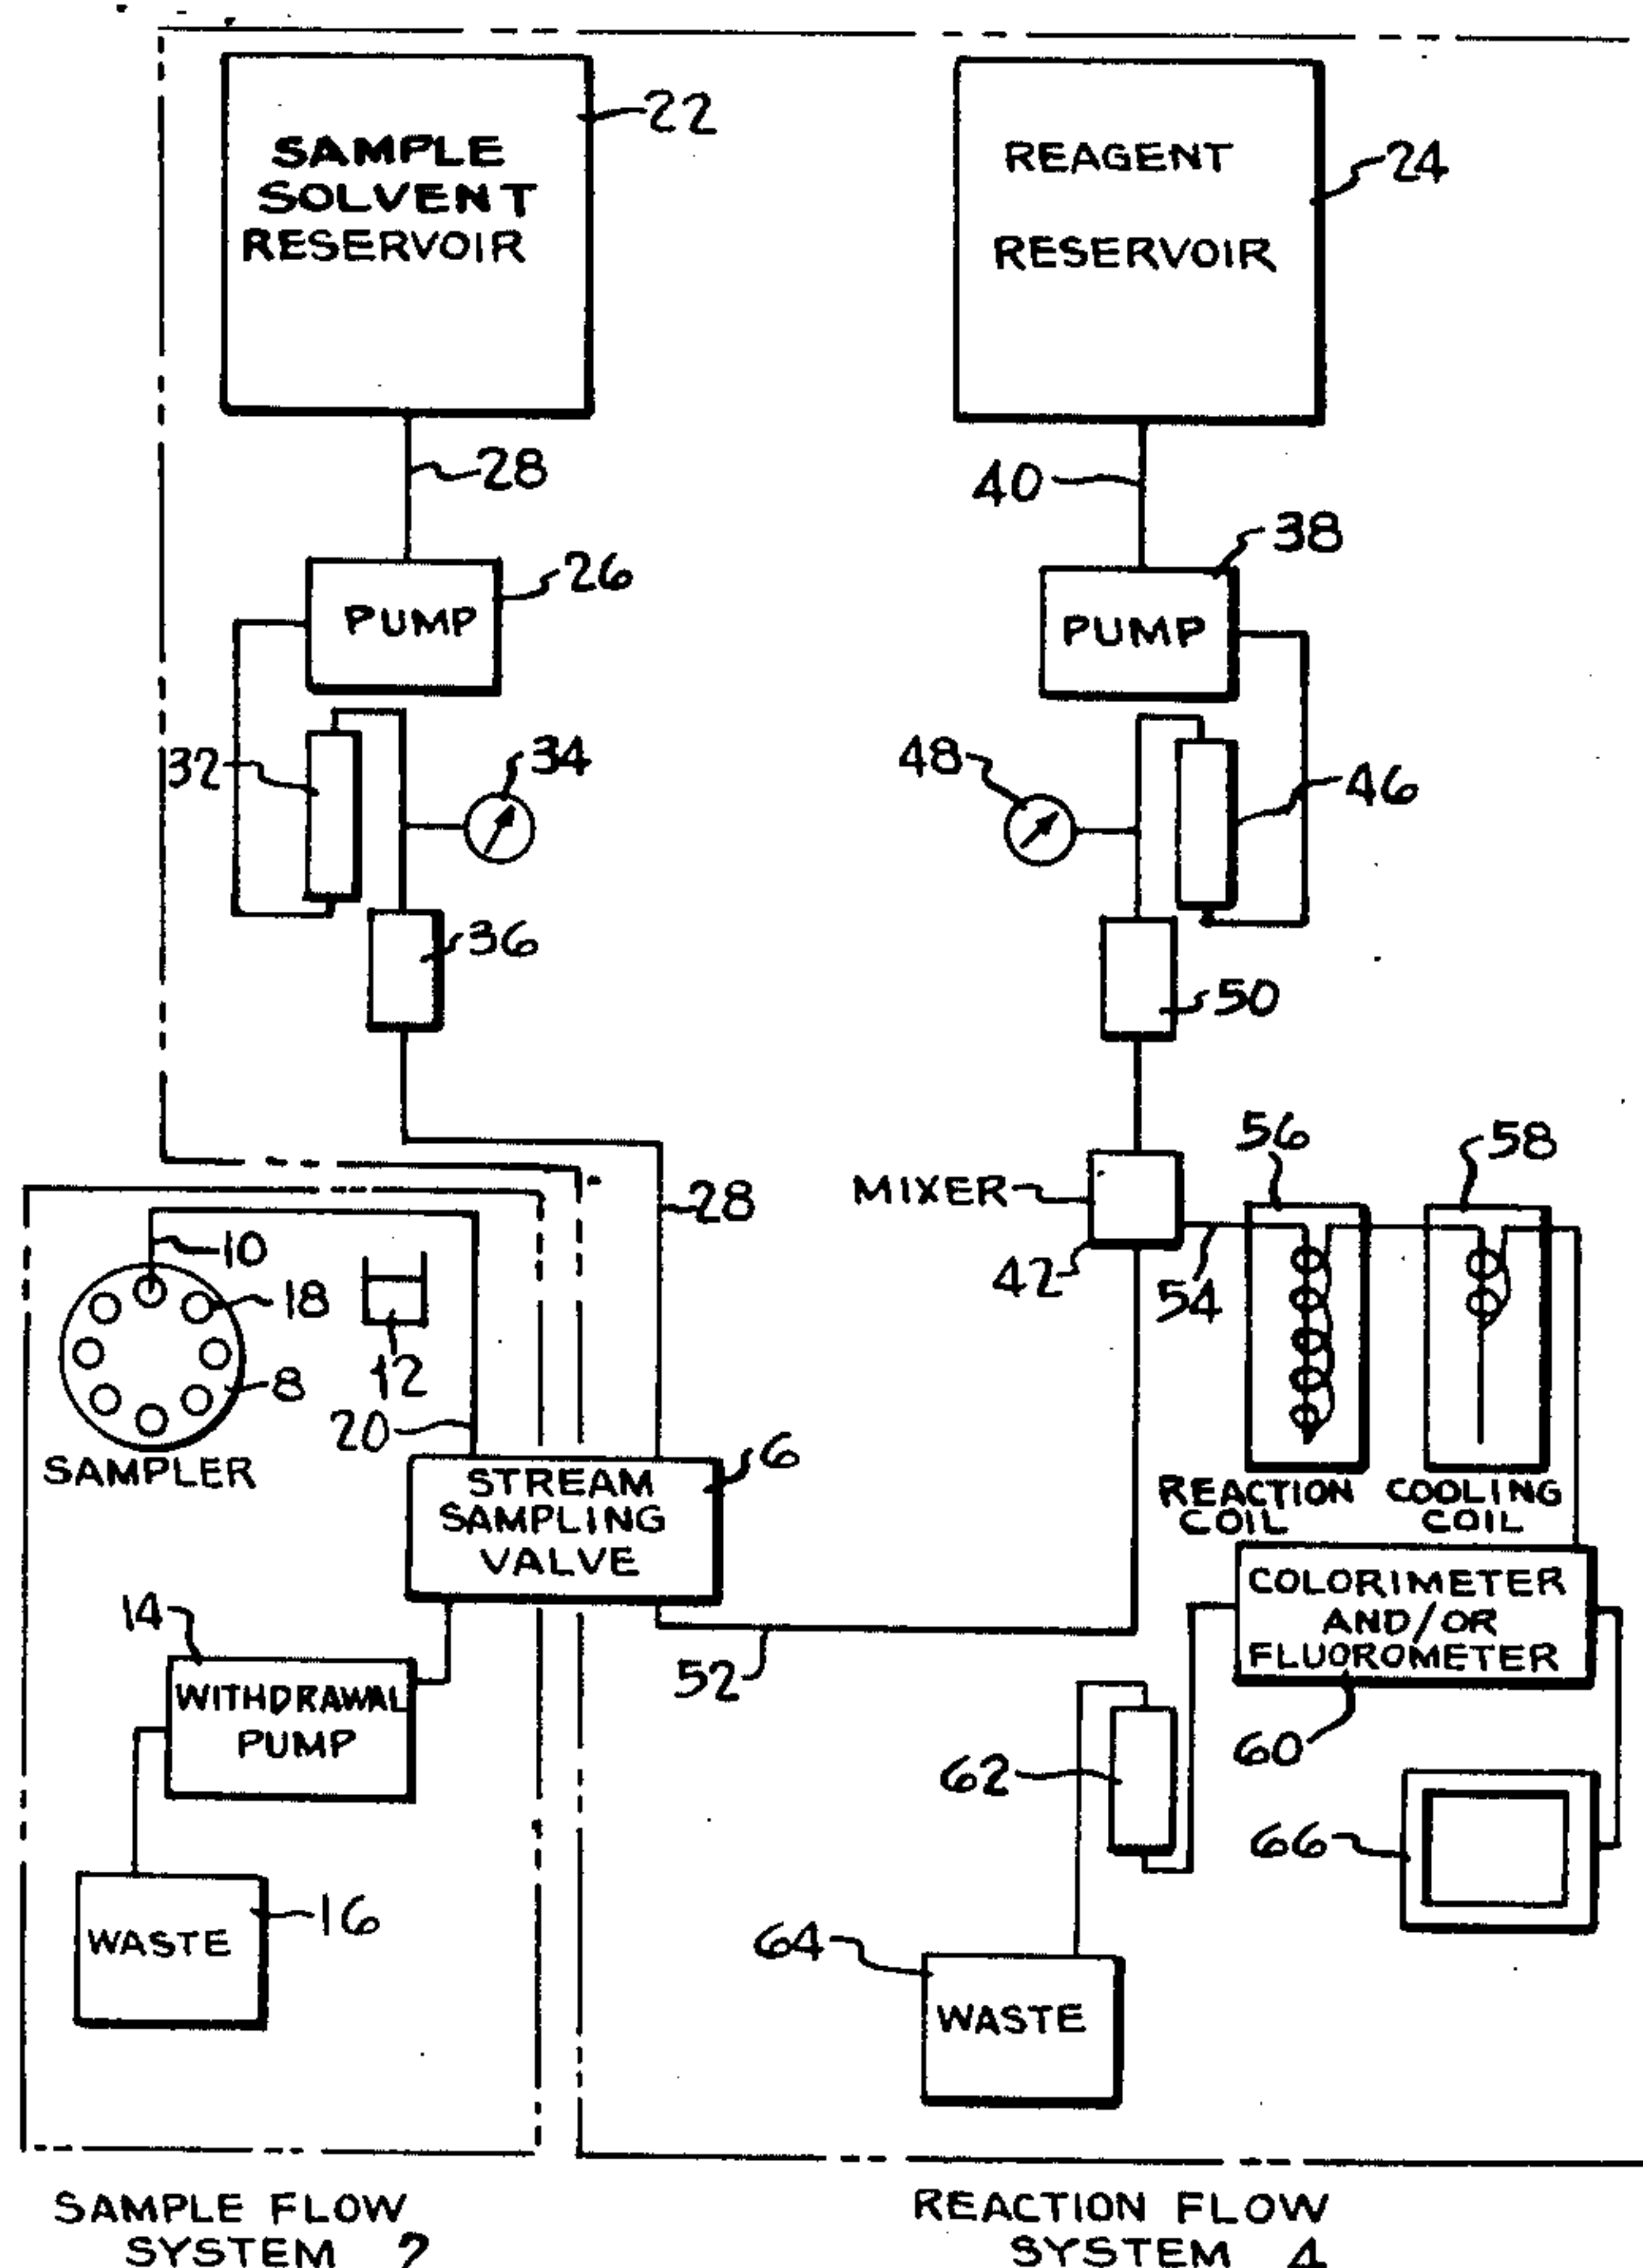 22
SAMPLE
SOLVENT
RESERVOIR
REAGENT
RESERVOIR
24
28
40
26
PUMP
38
PUMP
32
34
48
46
36
50
28
MIXER
42
54
56
58
10
18
8
12
20
SAMPLER
6
STREAM
SAMPLING
VALVE
REACTION
COIL
COOLING
COIL
14
WITHDRAWAL
PUMP
52
COLORIMETER
AND/OR
FLUOROMETER
60
62
66
WASTE
16
64
WASTE
SAMPLE FLOW
SYSTEM 2
REACTION FLOW
SYSTEM 4